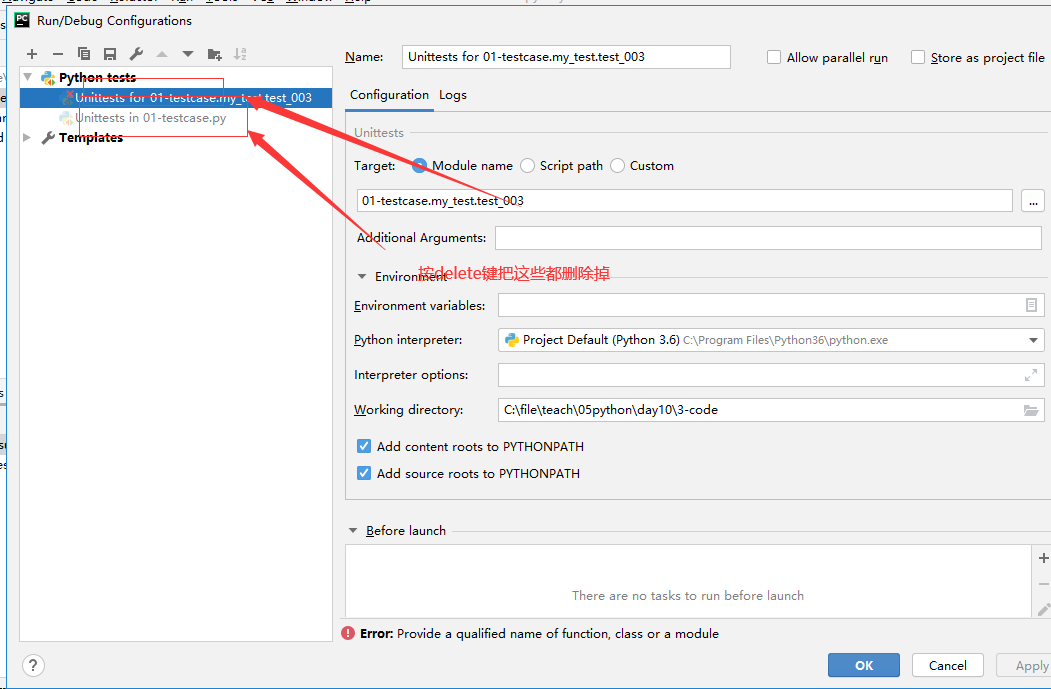 Run/Debug Configurations
Name: Unittests for 01-testcase.my_test.test_003
Allow parallel run
Store as project file
Python tests
Unittests for 01-testcase.my_test.test_003
Unittests in 01-testcase.py
Templates
Configuration Logs
Unittests
Target: Module name Script path Custom
01-testcase.my_test.test_003
...
Additional Arguments:
按delete键把这些都删除掉
Environment
Environment variables:
Python interpreter: Project Default (Python 3.6) C:\Program Files\Python36\python.exe
Interpreter options:
Working directory: C:\file\teach\05python\day10\3-code
Add content roots to PYTHONPATH
Add source roots to PYTHONPATH
Before launch
There are no tasks to run before launch
Error: Provide a qualified name of function, class or a module
? OK Cancel Apply